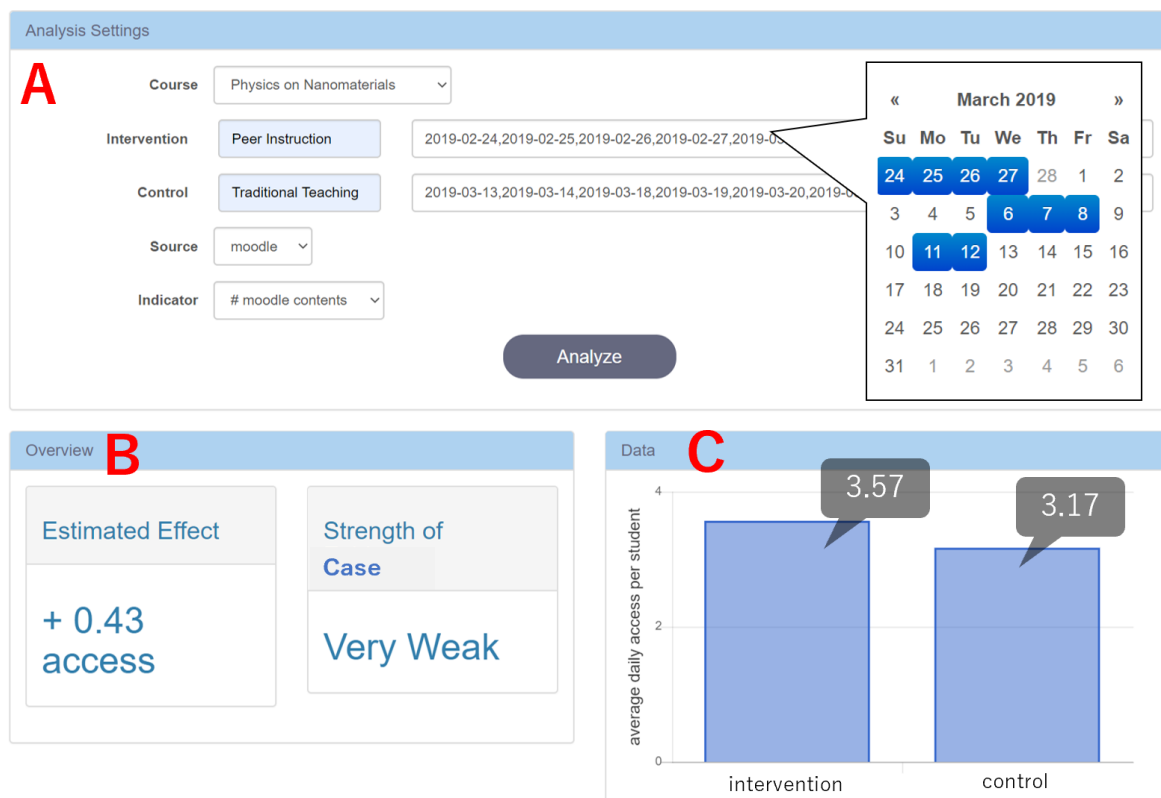 Analysis Settings
A
Course Physics on Nanomaterials
Intervention Peer Instruction 2019-02-24,2019-02-25,2019-02-26,2019-02-27,2019-03
Control Traditional Teaching 2019-03-13,2019-03-14,2019-03-18,2019-03-19,2019-03-20,2019-0
Source moodle
Indicator # moodle contents
Analyze
« March 2019 »
Su Mo Tu We Th Fr Sa
24 25 26 27 28 1 2
3 4 5 6 7 8 9
10 11 12 13 14 15 16
17 18 19 20 21 22 23
24 25 26 27 28 29 30
31 1 2 3 4 5 6
Overview B
Estimated Effect
+ 0.43
access
Strength of
Case
Very Weak
Data C
average daily access per student
4
2
0
3.57
3.17
intervention control